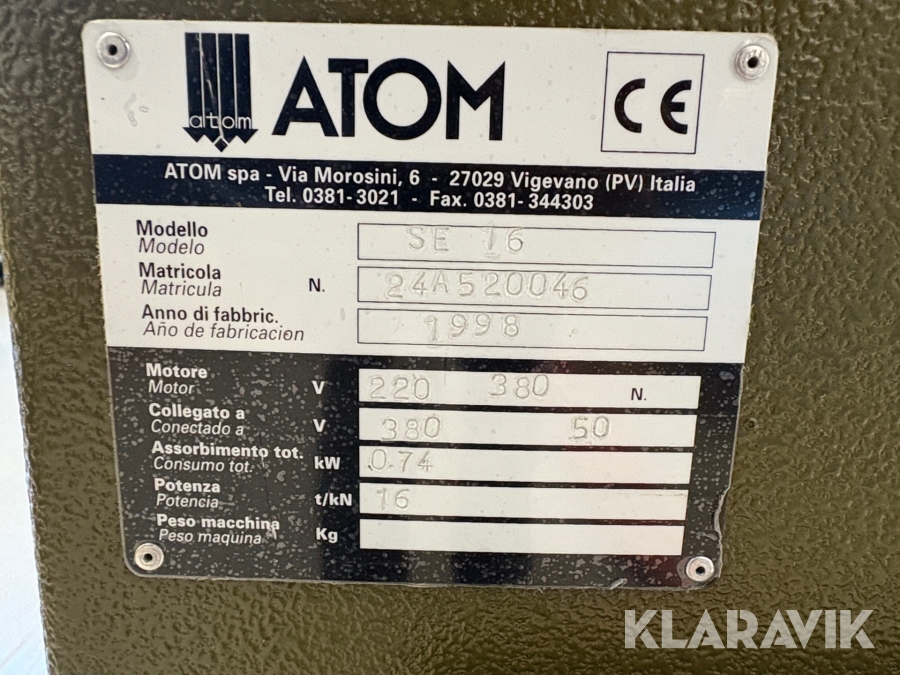 atom ATOM CE
ATOM spa - Via Morosini, 6 - 27029 Vigevano (PV) Italia
Tel. 0381-3021 - Fax. 0381-344303
Modello
Modelo
SE 16
Matricola
Matricula
N. 24A520046
Anno di fabbric.
Año de fabricacion
1998
Motore
Motor
V 220 380 N.
Collegato a
Conectado a
V 380 50
Assorbimento tot.
Consumo tot.
kW 0.74
Potenza
Potencia
t/kN 16
Peso macchina
Peso maquina
Kg
KLARAVIK